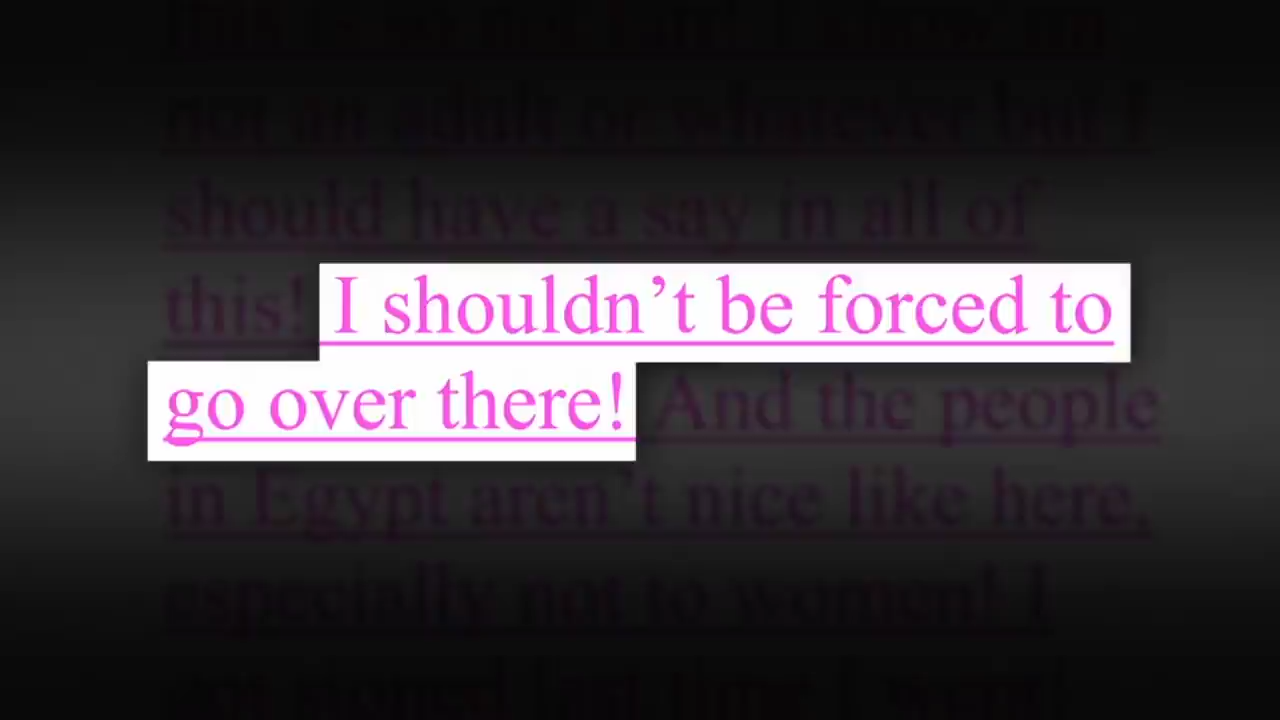 not an adult or whatever but I
should have a say in all of
this! I shouldn’t be forced to
go over there! And the people
in Egypt aren’t nice like here,
especially not to women! I